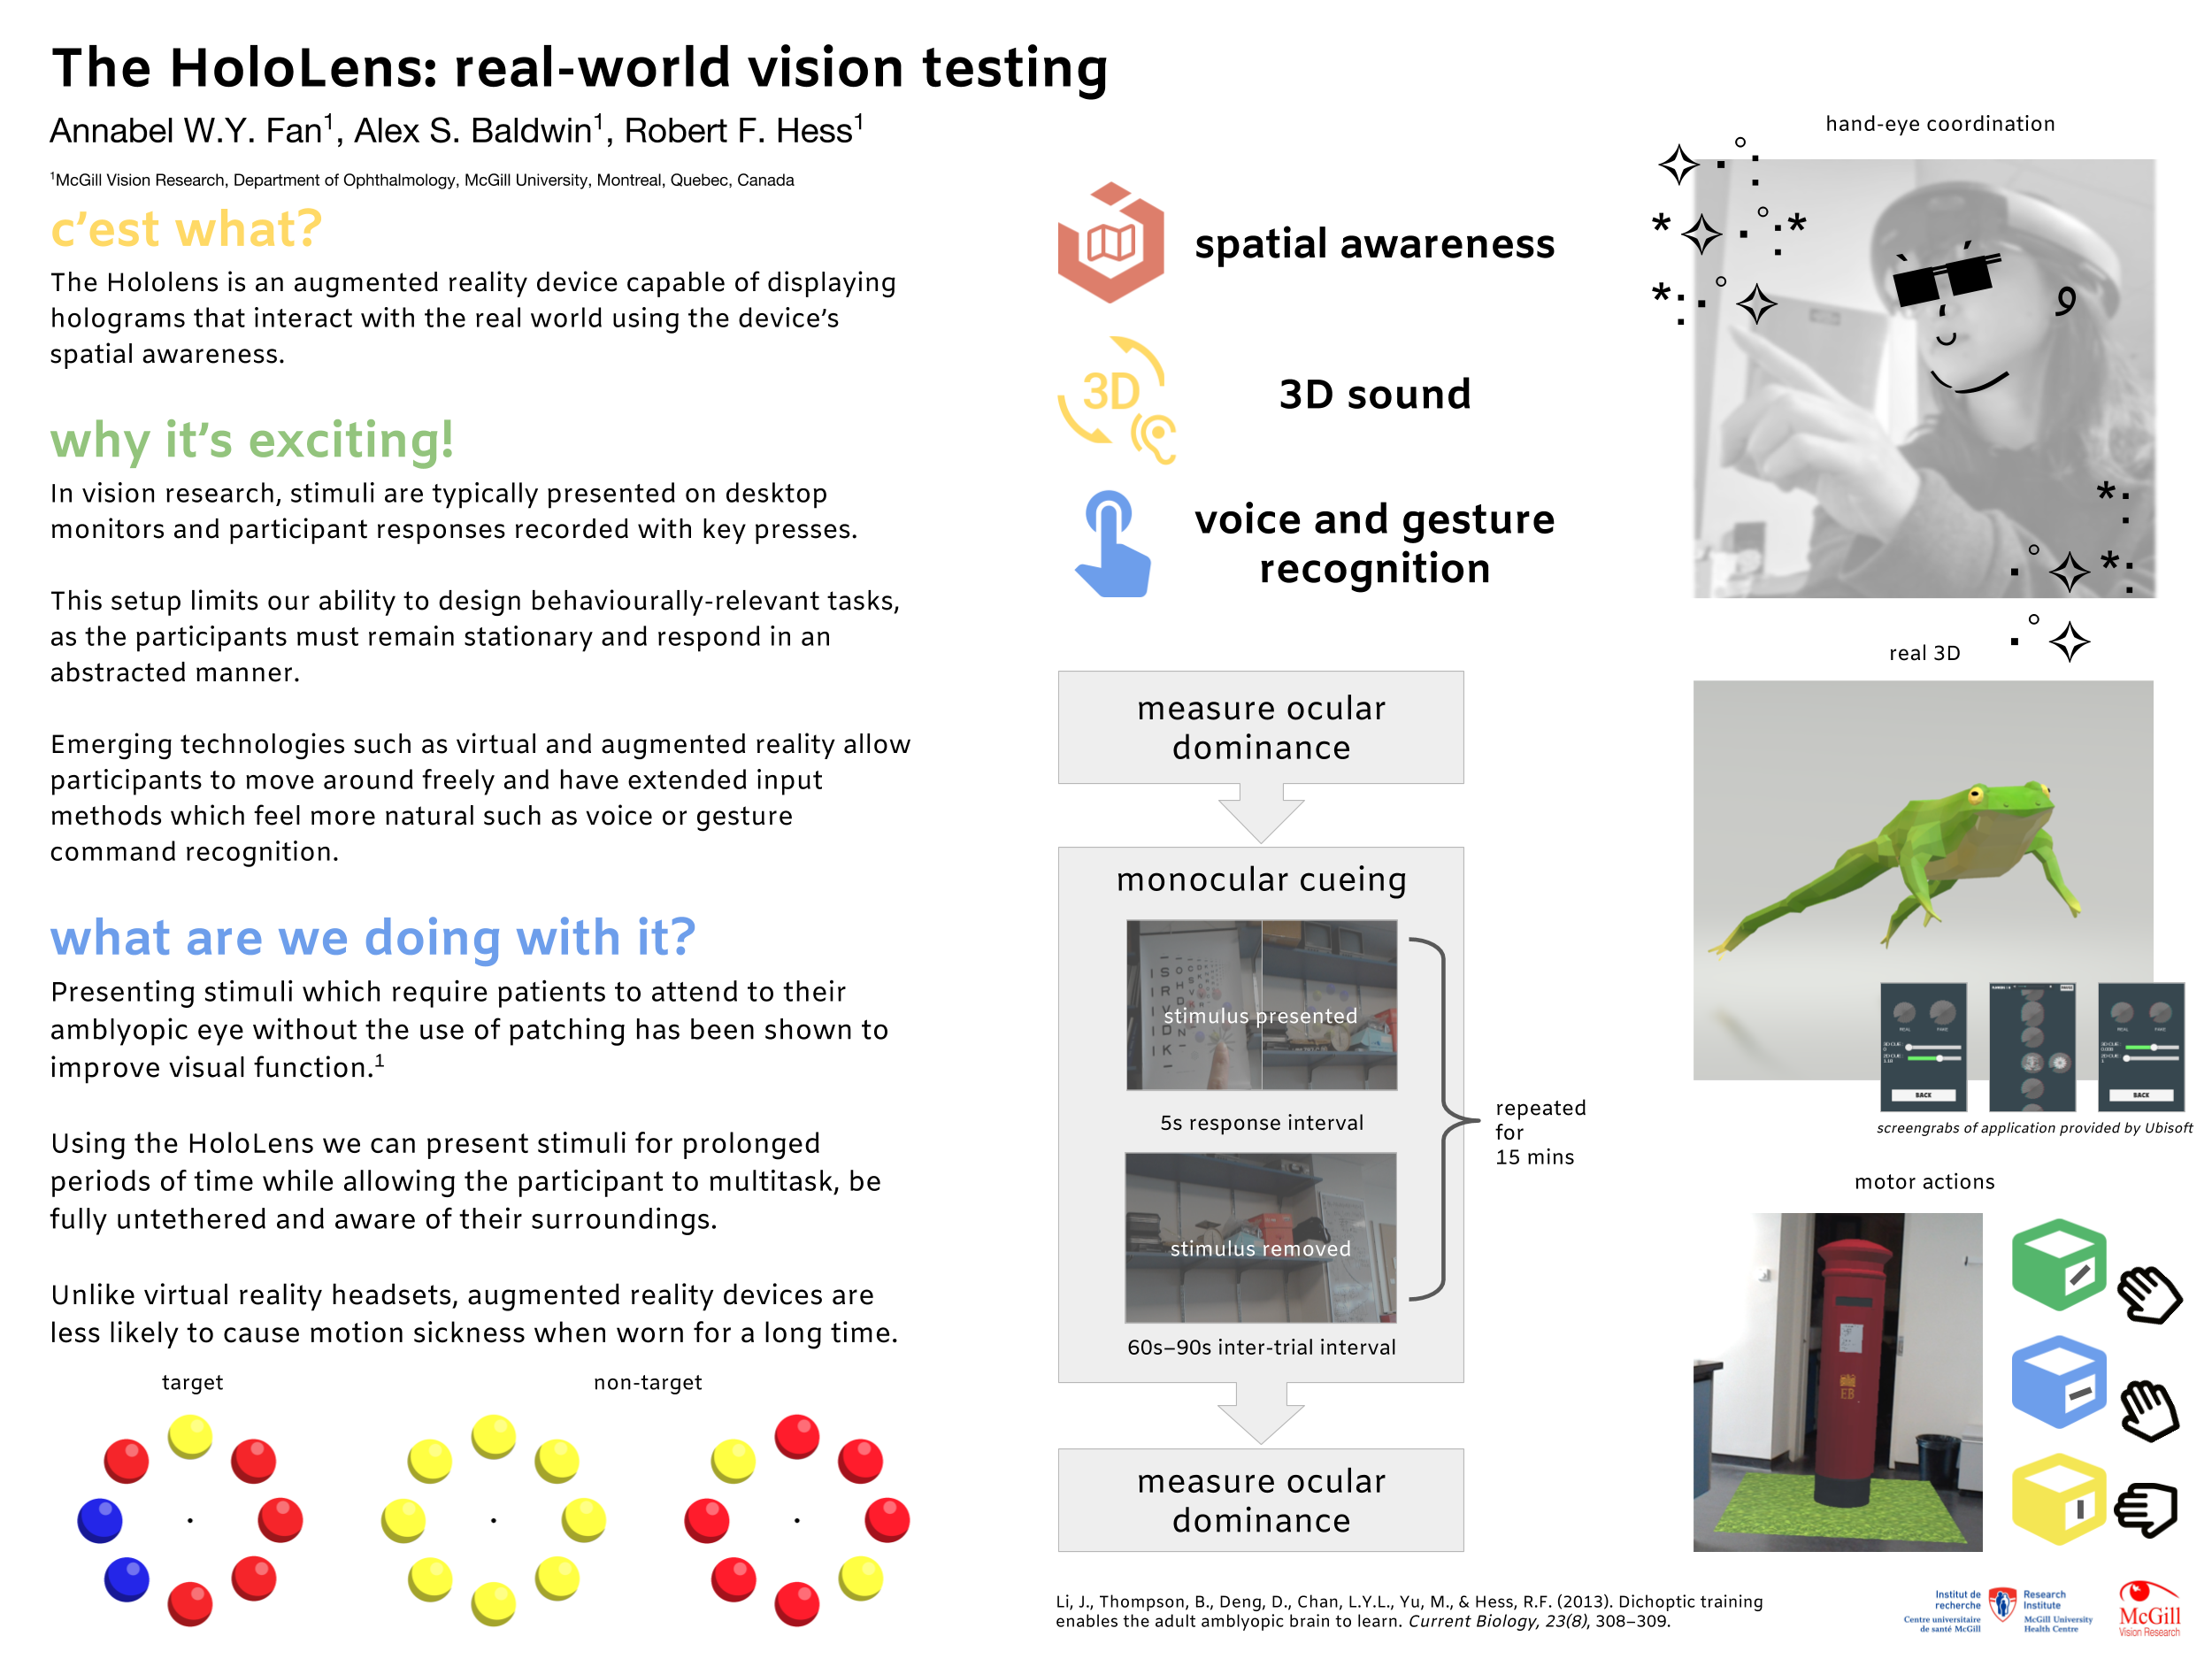 The HoloLens: real-world vision testing
Annabel W.Y. Fan¹, Alex S. Baldwin¹, Robert F. Hess¹
¹McGill Vision Research, Department of Ophthalmology, McGill University, Montreal, Quebec, Canada
c’est what?
The Hololens is an augmented reality device capable of displaying
holograms that interact with the real world using the device’s
spatial awareness.
why it’s exciting!
In vision research, stimuli are typically presented on desktop
monitors and participant responses recorded with key presses.
This setup limits our ability to design behaviourally-relevant tasks,
as the participants must remain stationary and respond in an
abstracted manner.
Emerging technologies such as virtual and augmented reality allow
participants to move around freely and have extended input
methods which feel more natural such as voice or gesture
command recognition.
what are we doing with it?
Presenting stimuli which require patients to attend to their
amblyopic eye without the use of patching has been shown to
improve visual function.¹
Using the HoloLens we can present stimuli for prolonged
periods of time while allowing the participant to multitask, be
fully untethered and aware of their surroundings.
Unlike virtual reality headsets, augmented reality devices are
less likely to cause motion sickness when worn for a long time.
target
non-target
spatial awareness
3D
3D sound
voice and gesture
recognition
measure ocular
dominance
monocular cueing
stimulus presented
5s response interval
stimulus removed
60s–90s inter-trial interval
repeated
for
15 mins
measure ocular
dominance
Li, J., Thompson, B., Deng, D., Chan, L.Y.L., Yu, M., & Hess, R.F. (2013). Dichoptic training
enables the adult amblyopic brain to learn. Current Biology, 23(8), 308–309.
hand-eye coordination
real 3D
REAL FAKE
BACK
REAL FAKE
BACK
screengrabs of application provided by Ubisoft
motor actions
EB
Institut de
recherche
Centre universitaire
de santé McGill
Research
Institute
McGill University
Health Centre
McGill
Vision Research